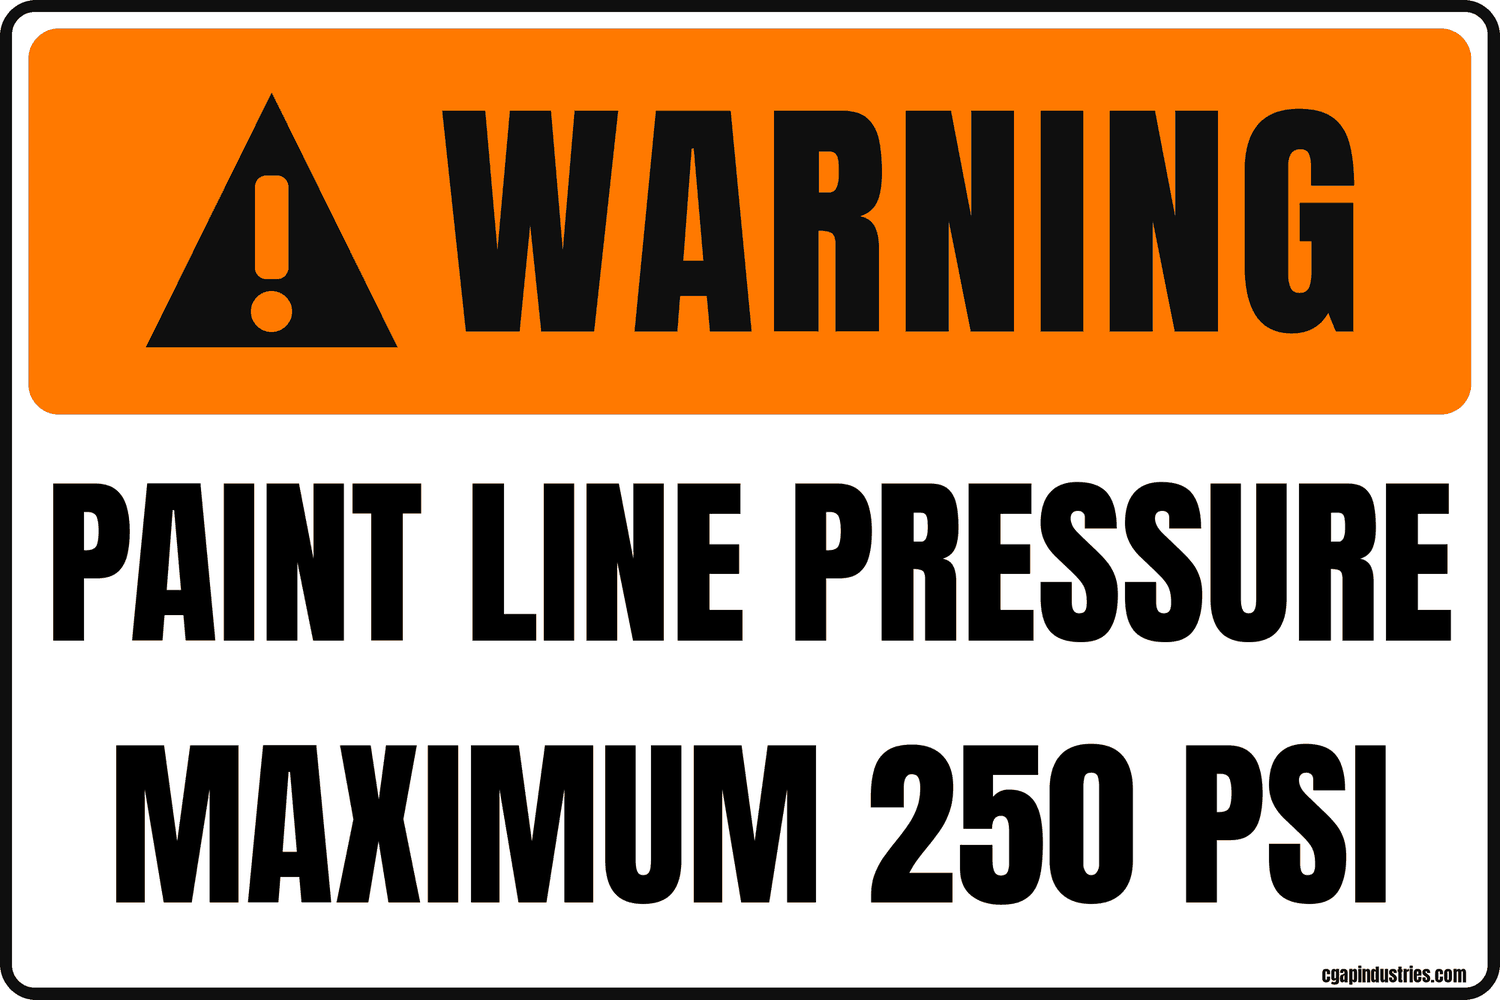 WARNING
PAINT LINE PRESSURE
MAXIMUM 250 PSI
cgapindustries.com